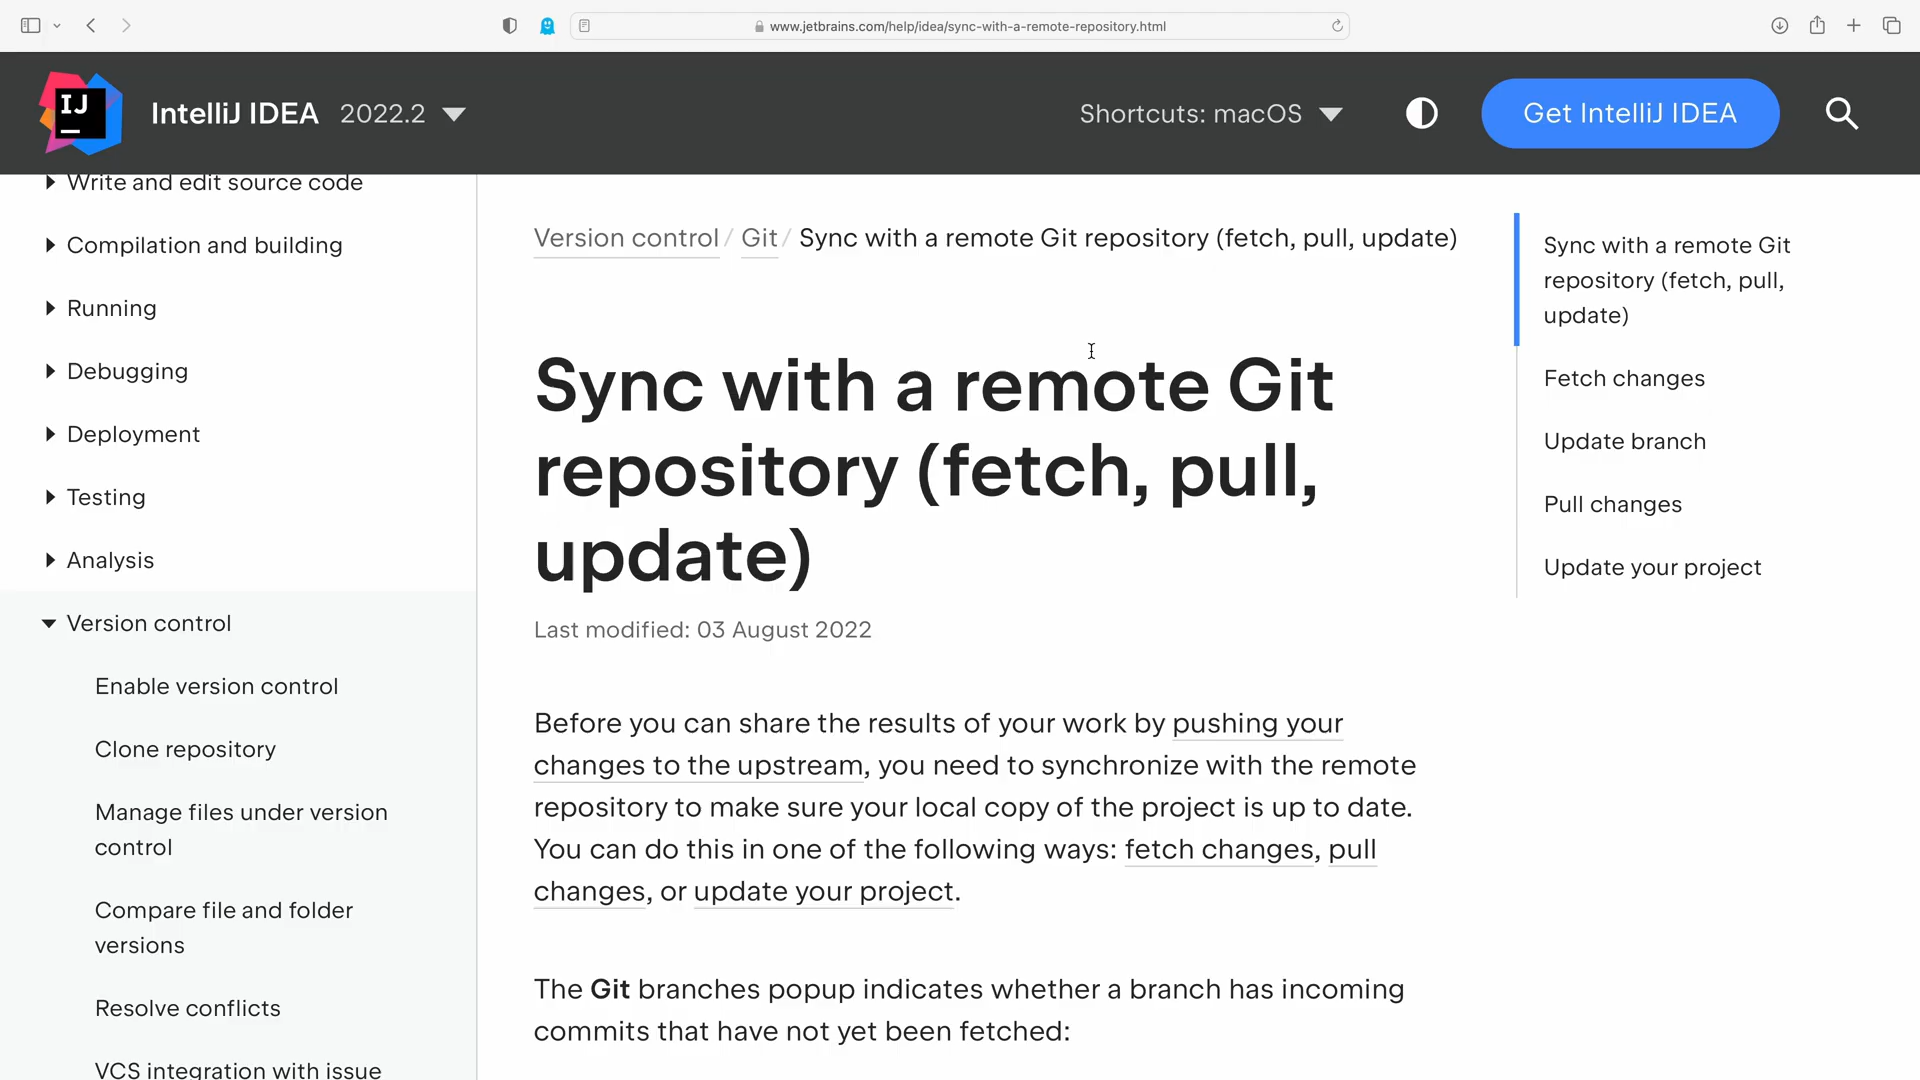 www.jetbrains.com/help/idea/sync-with-a-remote-repository.html
IJ
IntelliJ IDEA
2022.2
Shortcuts: macOS
Get IntelliJ IDEA
Write and edit source code
Compilation and building
Running
Debugging
Deployment
Testing
Analysis
Version control
Enable version control
Clone repository
Manage files under version
control
Compare file and folder
versions
Resolve conflicts
VCS integration with issue
Version control / Git / Sync with a remote Git repository (fetch, pull, update)
Sync with a remote Git
repository (fetch, pull,
update)
Last modified: 03 August 2022
Before you can share the results of your work by pushing your
changes to the upstream, you need to synchronize with the remote
repository to make sure your local copy of the project is up to date.
You can do this in one of the following ways: fetch changes, pull
changes, or update your project.
The Git branches popup indicates whether a branch has incoming
commits that have not yet been fetched:
Sync with a remote Git
repository (fetch, pull,
update)
Fetch changes
Update branch
Pull changes
Update your project